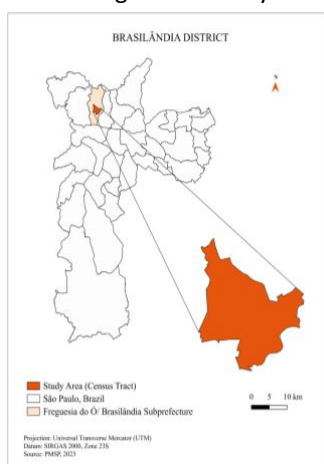 BRASILÂNDIA DISTRICT
N
Study Area (Census Tract)
São Paulo, Brazil
Freguesia do Ó/ Brasilândia Subprefecture
0 5 10 km
Projection: Universal Transverse Mercator (UTM)
Datum: SIRGAS 2000, Zone 23S
Source: PMSP, 2023